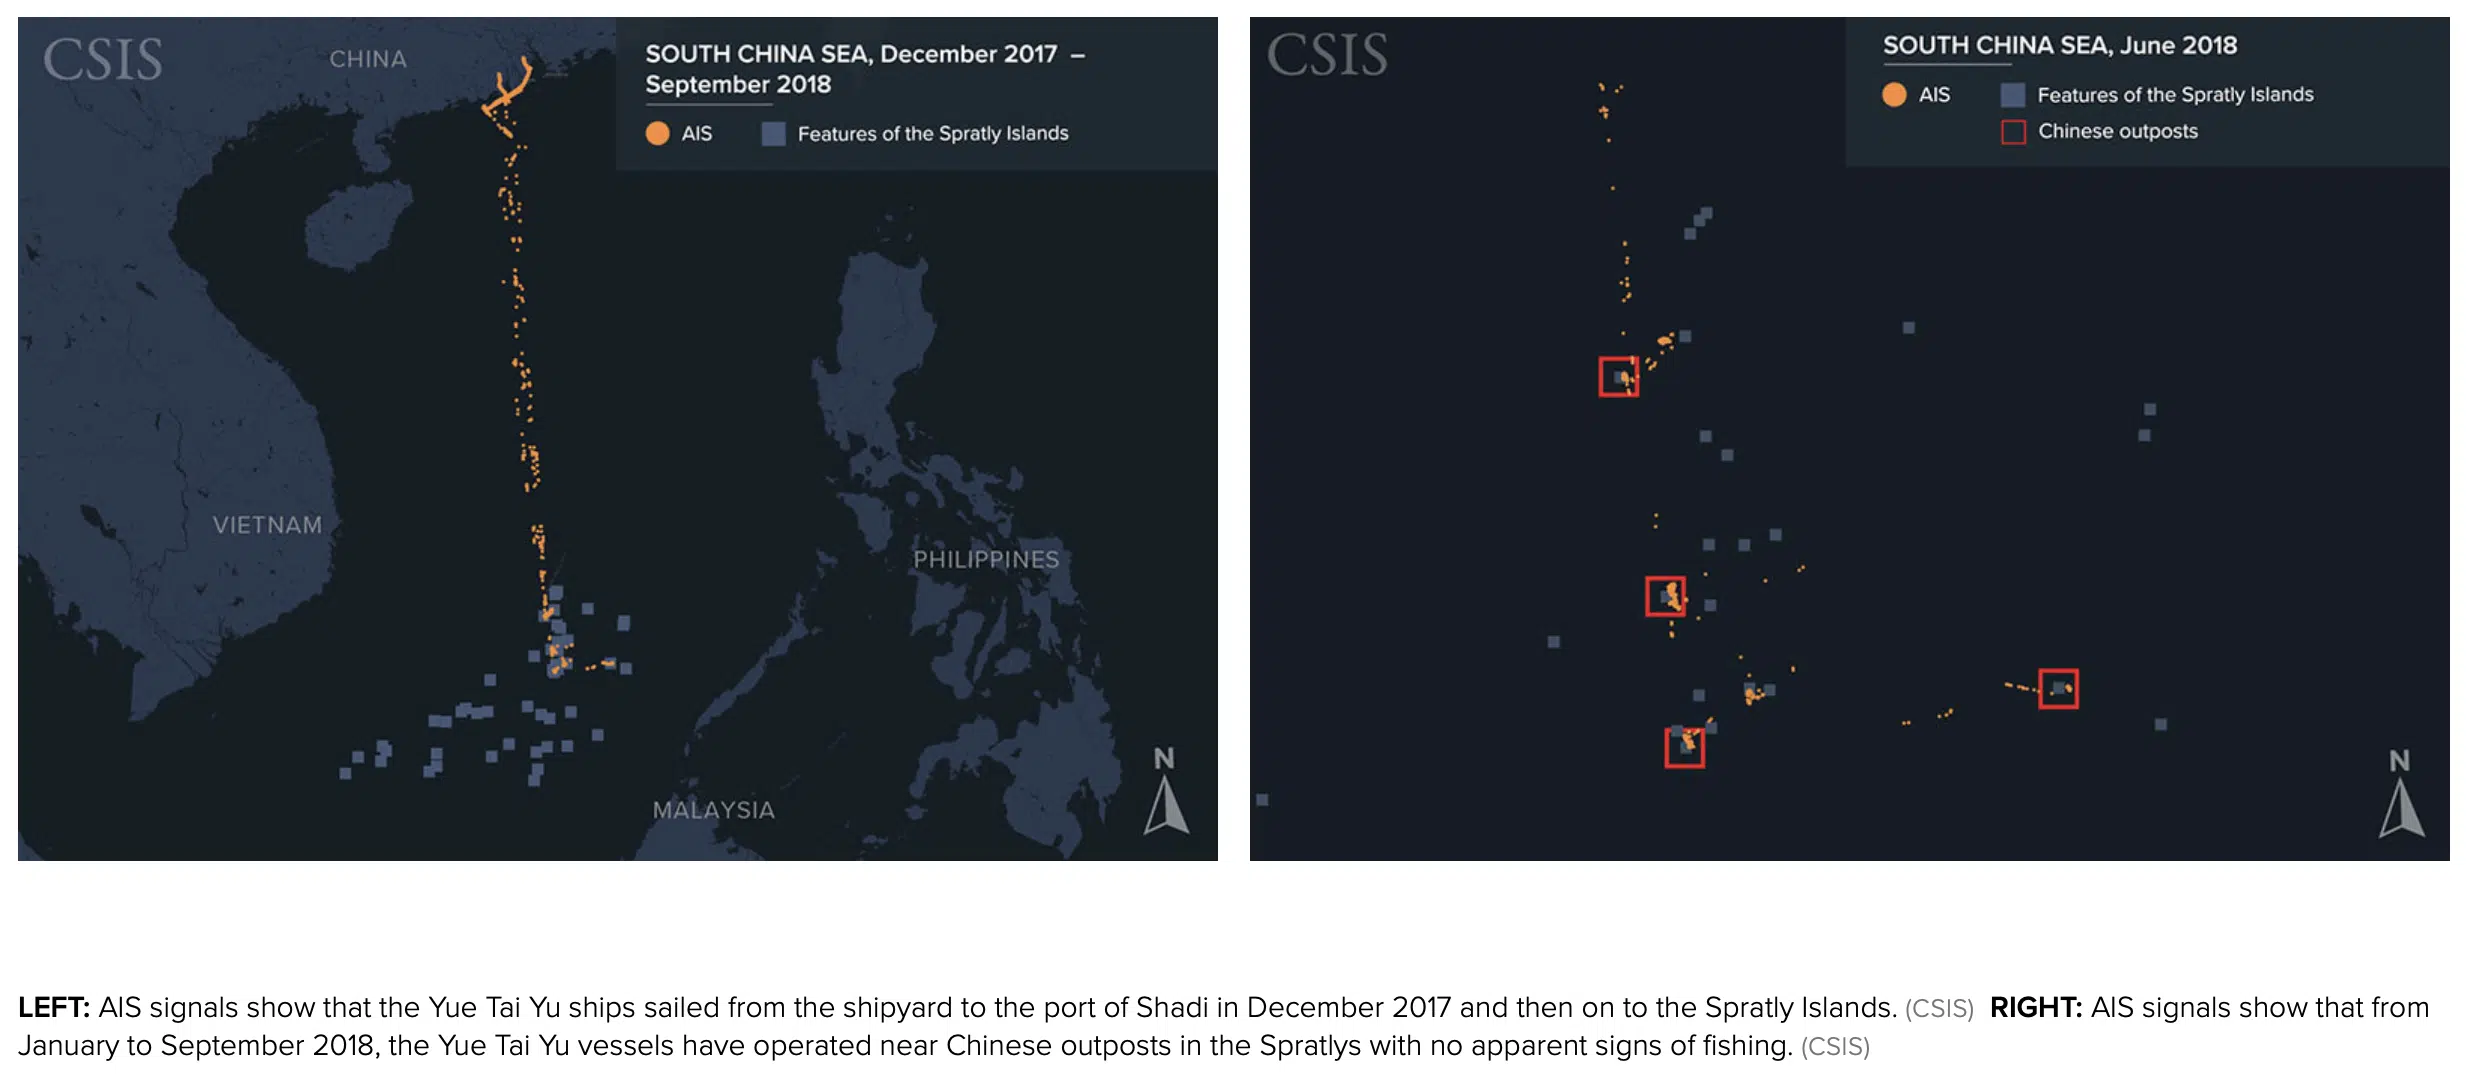 CSIS
CHINA
SOUTH CHINA SEA, December 2017 –
September 2018
AIS
Features of the Spratly Islands
VIETNAM
PHILIPPINES
MALAYSIA
N
CSIS
SOUTH CHINA SEA, June 2018
AIS
Features of the Spratly Islands
Chinese outposts
N
LEFT: AIS signals show that the Yue Tai Yu ships sailed from the shipyard to the port of Shadi in December 2017 and then on to the Spratly Islands. (CSIS) RIGHT: AIS signals show that from
January to September 2018, the Yue Tai Yu vessels have operated near Chinese outposts in the Spratlys with no apparent signs of fishing. (CSIS)